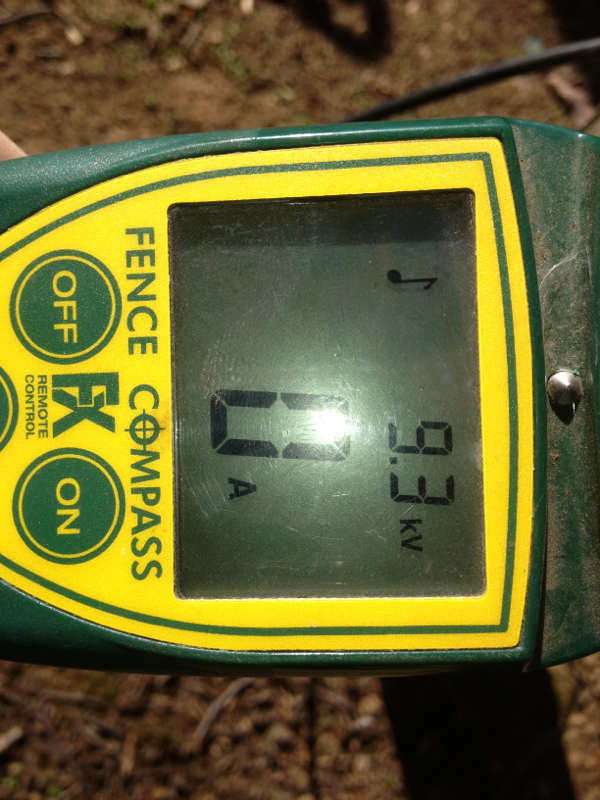 ♪
9.3 kV
0 A
FENCE COMPASS
OFF
FX
REMOTE
CONTROL
ON